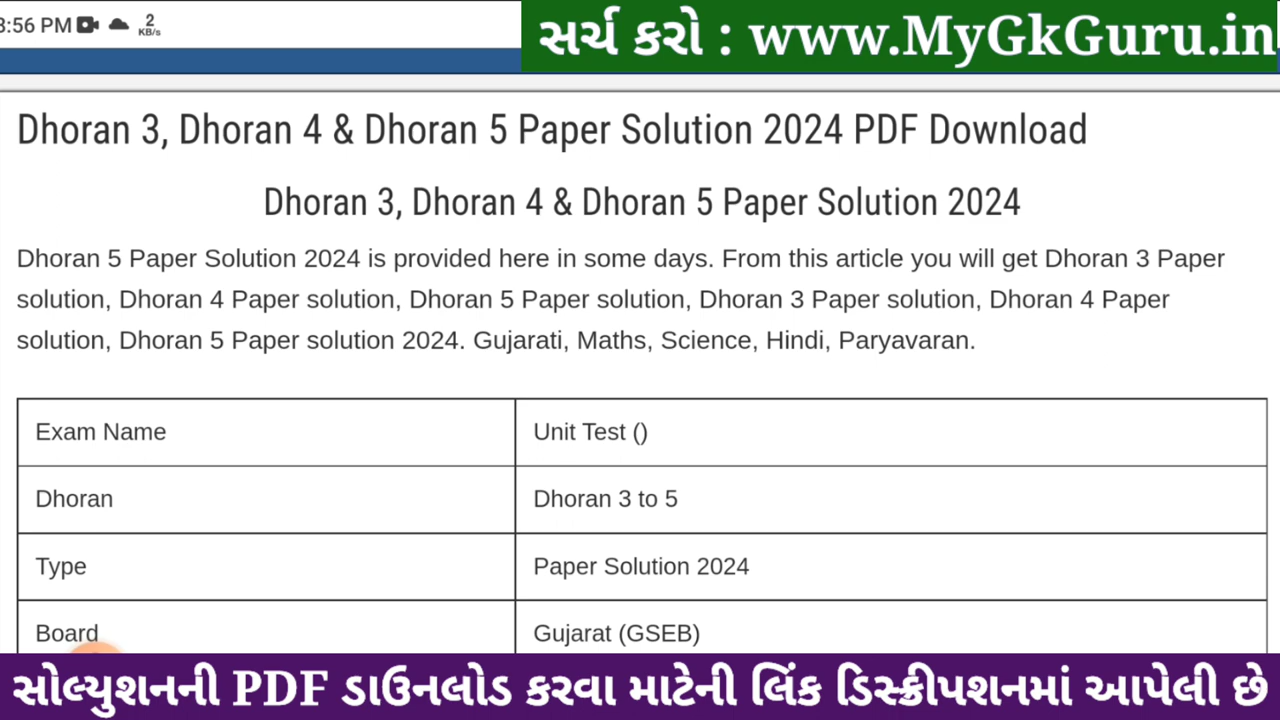 3:56 PM 2 KB/s
સર્ચ કરો : www.MyGkGuru.in
Dhoran 3, Dhoran 4 & Dhoran 5 Paper Solution 2024 PDF Download
Dhoran 3, Dhoran 4 & Dhoran 5 Paper Solution 2024
Dhoran 5 Paper Solution 2024 is provided here in some days. From this article you will get Dhoran 3 Paper
solution, Dhoran 4 Paper solution, Dhoran 5 Paper solution, Dhoran 3 Paper solution, Dhoran 4 Paper
solution, Dhoran 5 Paper solution 2024. Gujarati, Maths, Science, Hindi, Paryavaran.
Exam Name Unit Test ()
Dhoran Dhoran 3 to 5
Type Paper Solution 2024
Board Gujarat (GSEB)
સોલ્યુશનની PDF ડાઉનલોડ કરવા માટેની લિંક ડિસ્ક્રીપશનમાં આપેલી છે